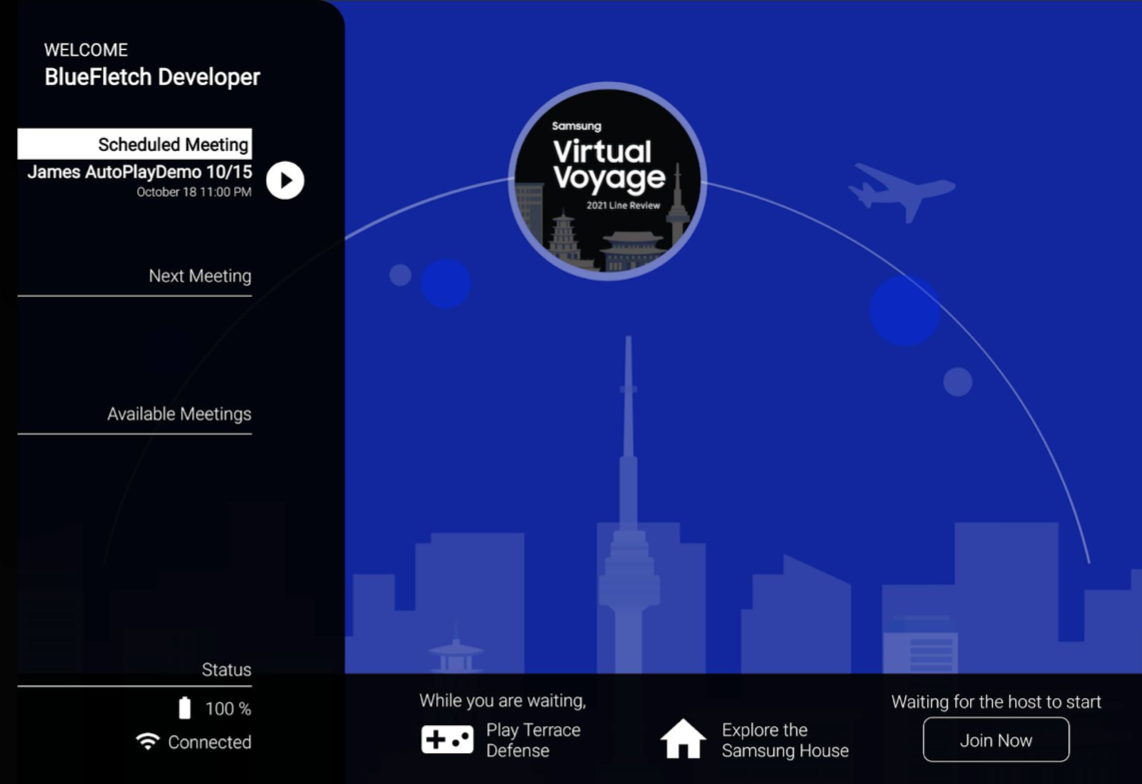 WELCOME
BlueFletch Developer
Scheduled Meeting
James AutoPlayDemo 10/15
October 18 11:00 PM
Next Meeting
Available Meetings
Status
100 %
Connected
Samsung
Virtual
Voyage
2021 Line Review
While you are waiting,
Play Terrace
Defense
Explore the
Samsung House
Waiting for the host to start
Join Now